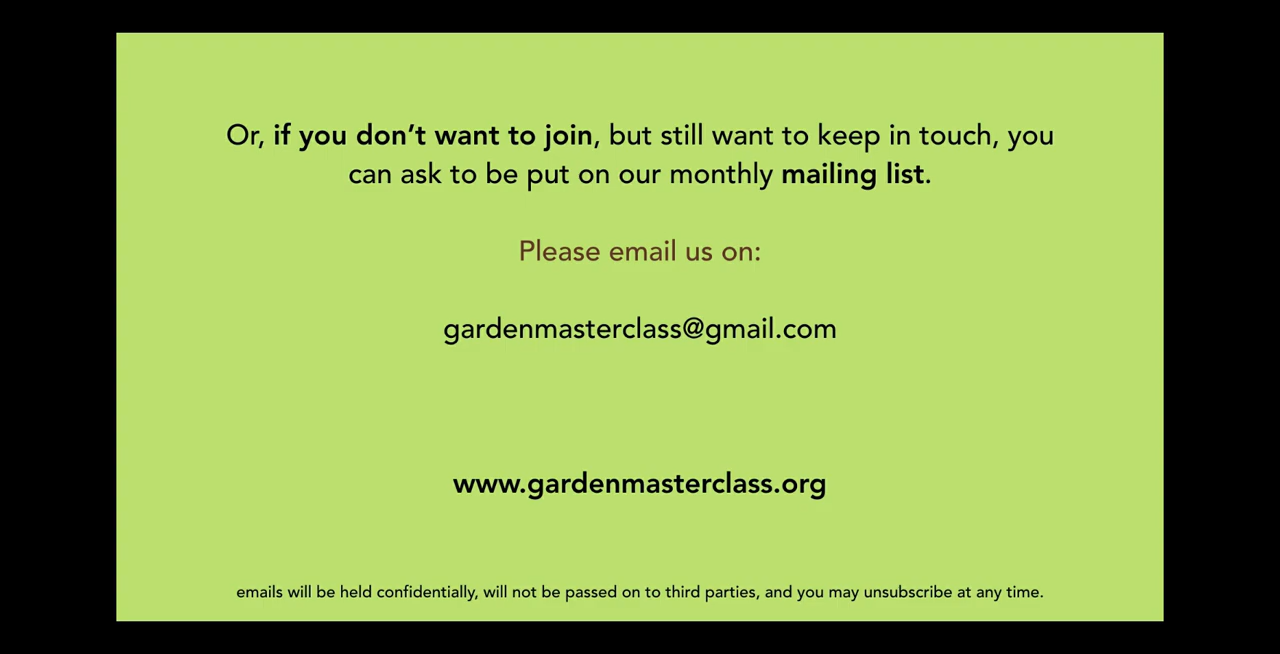 Or, if you don’t want to join, but still want to keep in touch, you
can ask to be put on our monthly mailing list.
Please email us on:
gardenmasterclass@gmail.com
www.gardenmasterclass.org
emails will be held confidentially, will not be passed on to third parties, and you may unsubscribe at any time.